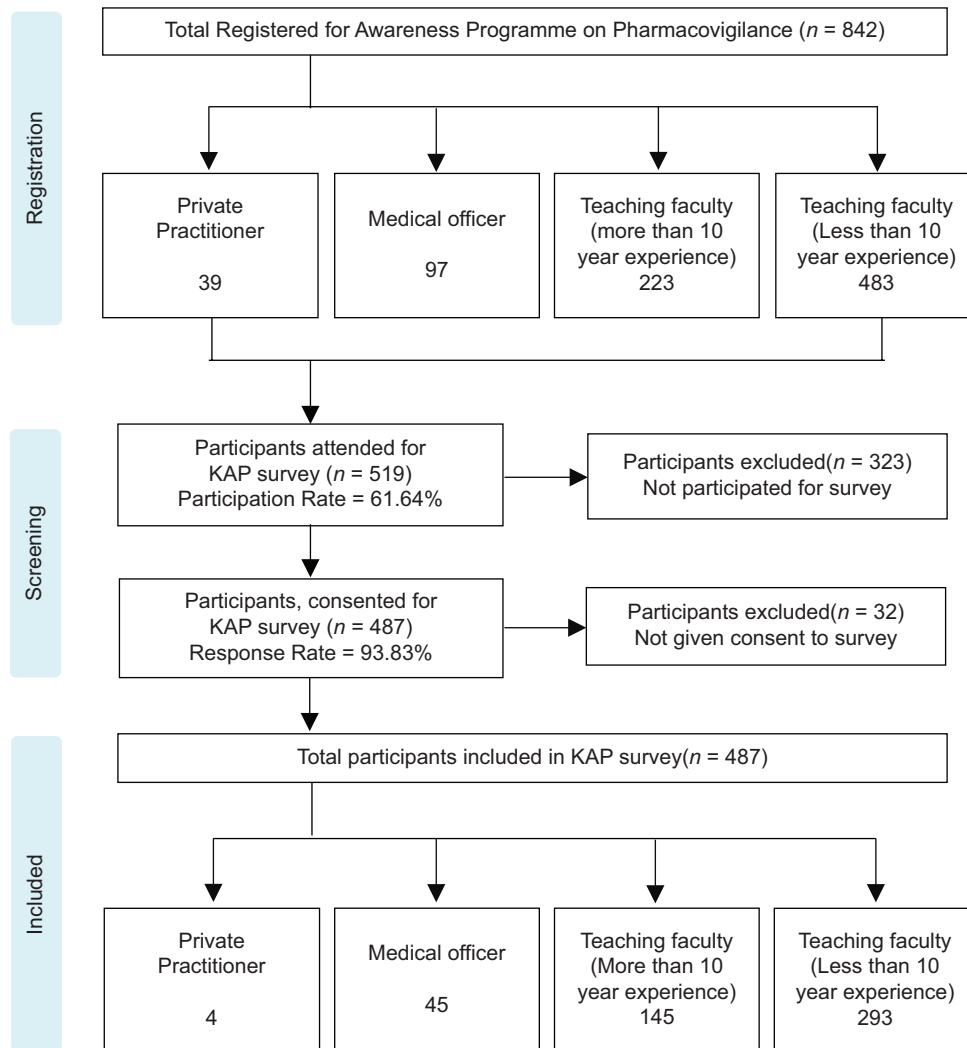 Registration
Total Registered for Awareness Programme on Pharmacovigilance (n = 842)
Private
Practitioner
39
Medical officer
97
Teaching faculty
(more than 10
year experience)
223
Teaching faculty
(Less than 10
year experience)
483
Screening
Participants attended for
KAP survey (n = 519)
Participation Rate = 61.64%
Participants excluded(n = 323)
Not participated for survey
Participants, consented for
KAP survey (n = 487)
Response Rate = 93.83%
Participants excluded(n = 32)
Not given consent to survey
Included
Total participants included in KAP survey(n = 487)
Private
Practitioner
4
Medical officer
45
Teaching faculty
(More than 10
year experience)
145
Teaching faculty
(Less than 10
year experience)
293